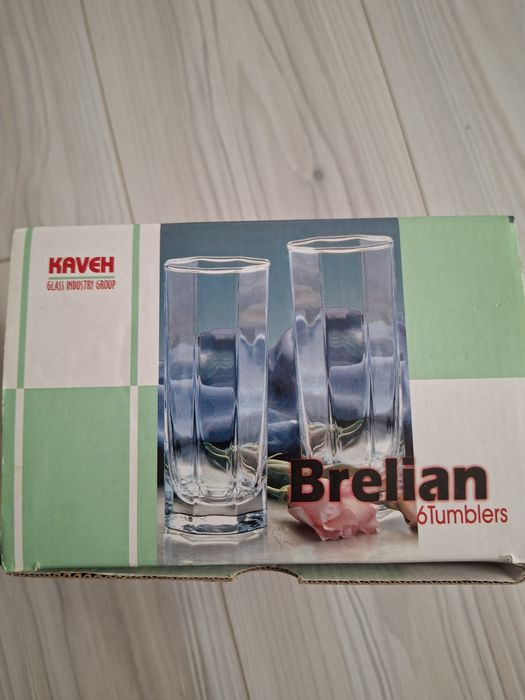 KAVEH
GLASS INDUSTRY GROUP
Brelian
6Tumblers